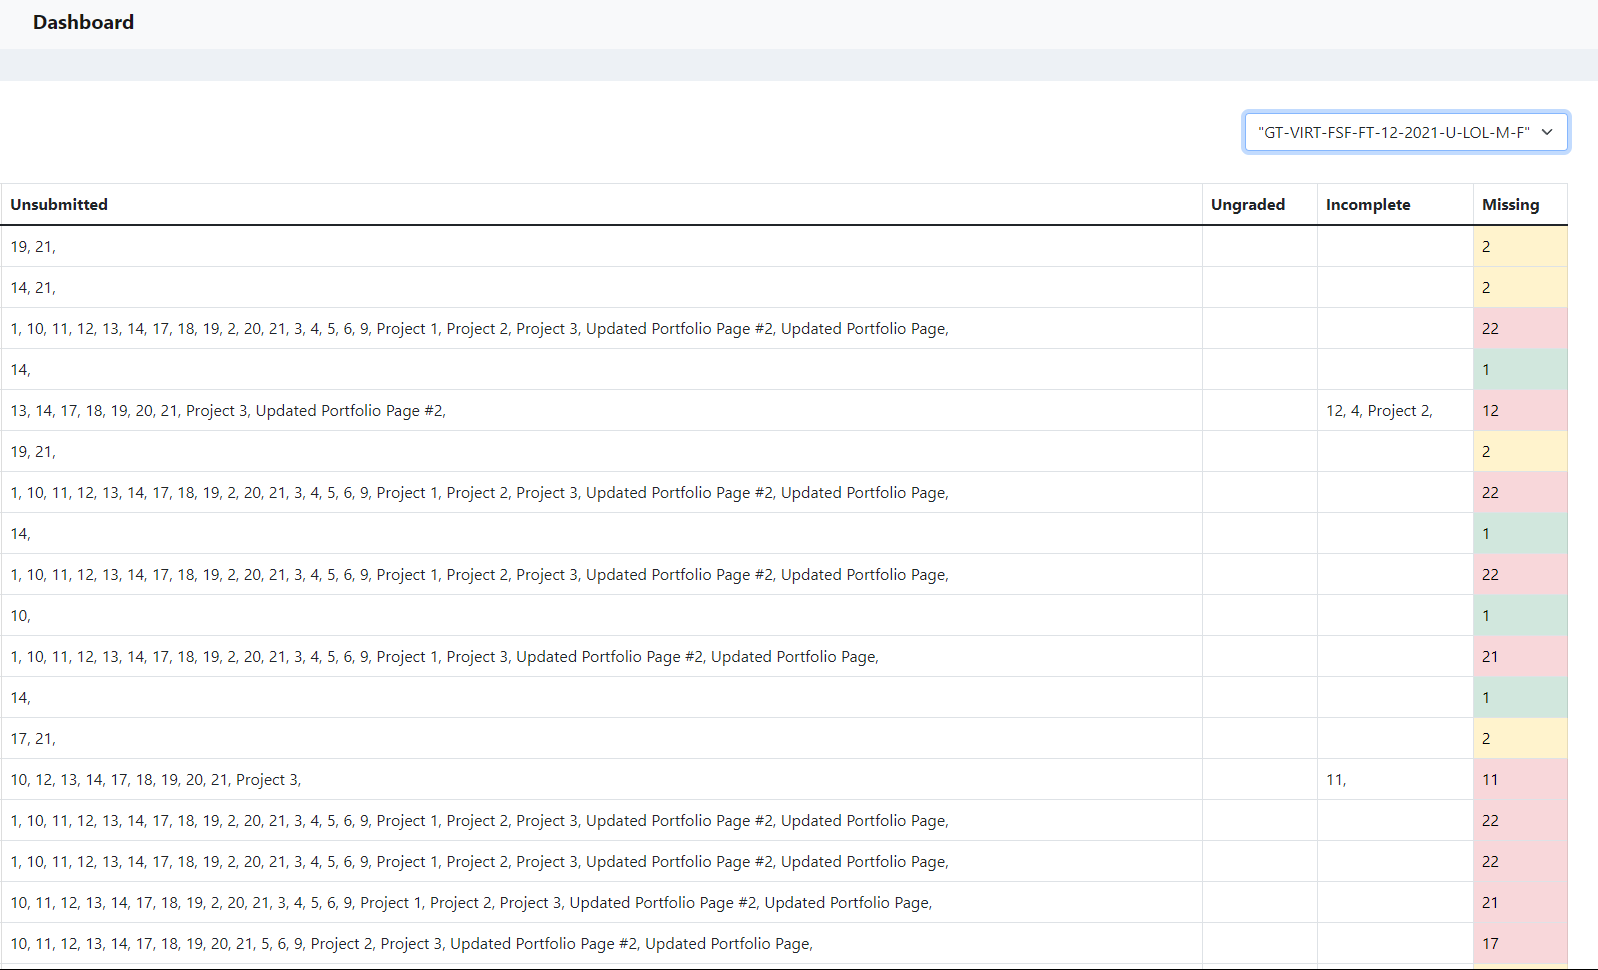 Dashboard
"GT-VIRT-FSF-FT-12-2021-U-LOL-M-F"
Unsubmitted Ungraded Incomplete Missing
19, 21, 2
14, 21, 2
1, 10, 11, 12, 13, 14, 17, 18, 19, 2, 20, 21, 3, 4, 5, 6, 9, Project 1, Project 2, Project 3, Updated Portfolio Page #2, Updated Portfolio Page, 22
14, 1
13, 14, 17, 18, 19, 20, 21, Project 3, Updated Portfolio Page #2, 12, 4, Project 2, 12
19, 21, 2
1, 10, 11, 12, 13, 14, 17, 18, 19, 2, 20, 21, 3, 4, 5, 6, 9, Project 1, Project 2, Project 3, Updated Portfolio Page #2, Updated Portfolio Page, 22
14, 1
1, 10, 11, 12, 13, 14, 17, 18, 19, 2, 20, 21, 3, 4, 5, 6, 9, Project 1, Project 2, Project 3, Updated Portfolio Page #2, Updated Portfolio Page, 22
10, 1
1, 10, 11, 12, 13, 14, 17, 18, 19, 2, 20, 21, 3, 4, 5, 6, 9, Project 1, Project 3, Updated Portfolio Page #2, Updated Portfolio Page, 21
14, 1
17, 21, 2
10, 12, 13, 14, 17, 18, 19, 20, 21, Project 3, 11, 11
1, 10, 11, 12, 13, 14, 17, 18, 19, 2, 20, 21, 3, 4, 5, 6, 9, Project 1, Project 2, Project 3, Updated Portfolio Page #2, Updated Portfolio Page, 22
1, 10, 11, 12, 13, 14, 17, 18, 19, 2, 20, 21, 3, 4, 5, 6, 9, Project 1, Project 2, Project 3, Updated Portfolio Page #2, Updated Portfolio Page, 22
10, 11, 12, 13, 14, 17, 18, 19, 2, 20, 21, 3, 4, 5, 6, 9, Project 1, Project 2, Project 3, Updated Portfolio Page #2, Updated Portfolio Page, 21
10, 11, 12, 13, 14, 17, 18, 19, 20, 21, 5, 6, 9, Project 2, Project 3, Updated Portfolio Page #2, Updated Portfolio Page, 17